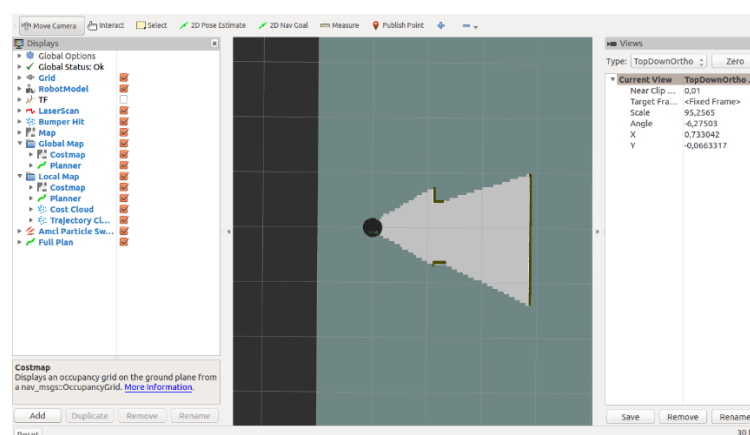 Move Camera Interact Select 2D Pose Estimate 2D Nav Goal Measure Publish Point
Displays
Global Options
Global Status: Ok
Grid
RobotModel
TF
LaserScan
Bumper Hit
Map
Global Map
Costmap
Planner
Local Map
Costmap
Planner
Cost Cloud
Trajectory Cl...
Amcl Particle Sw...
Full Plan
Costmap
Displays an occupancy grid on the ground plane from
a nav_msgs::OccupancyGrid. More Information.
Add Duplicate Remove Rename
Reset
Views
Type: TopDownOrtho Zero
Current View TopDownOrtho ...
Near Clip ... 0,01
Target Fra... <Fixed Frame>
Scale 95,2565
Angle -6,27503
X 0,733042
Y -0,0663317
Save Remove Rename
30